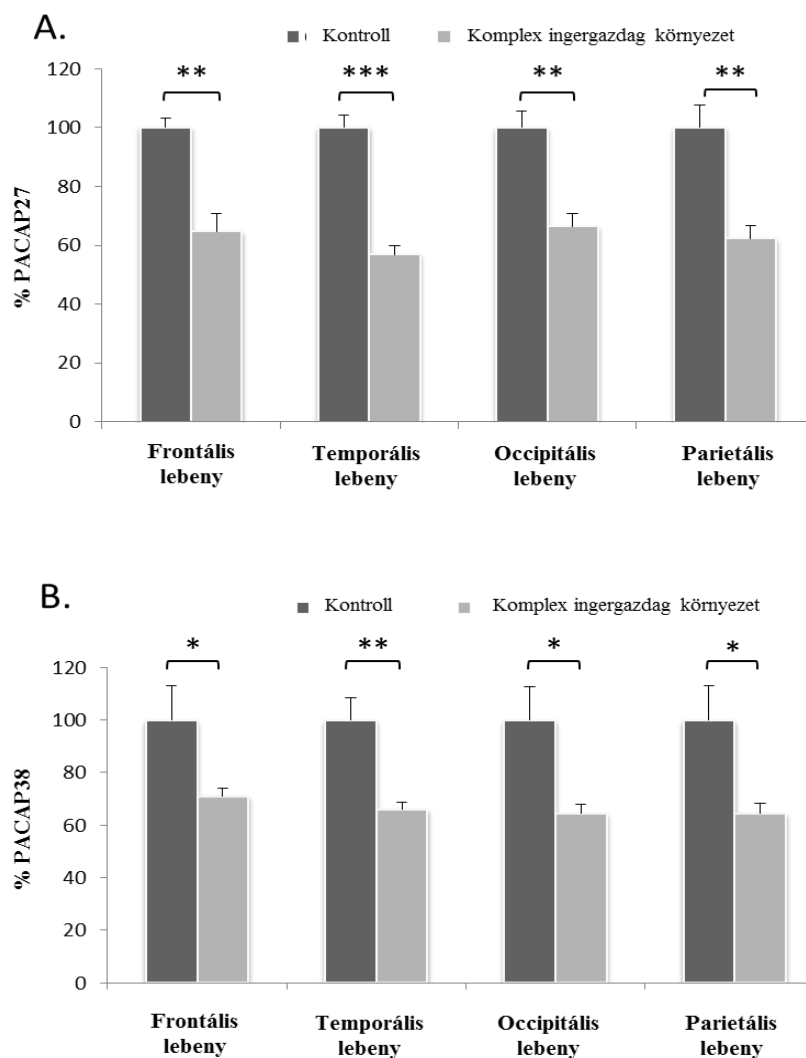 A.
Kontroll Komplex ingergazdag környezet
120
** *** ** **
100
80
60
40
20
0
% PACAP27
Frontális lebeny
Temporális lebeny
Occipitális lebeny
Parietális lebeny
B.
Kontroll Komplex ingergazdag környezet
120
* ** * *
100
80
60
40
20
0
% PACAP38
Frontális lebeny
Temporális lebeny
Occipitális lebeny
Parietális lebeny